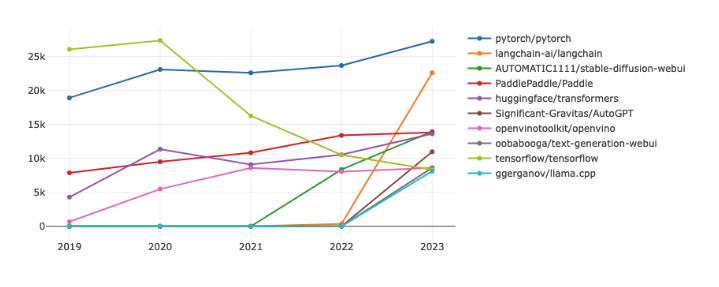 25k
20k
15k
10k
5k
0
2019
2020
2021
2022
2023
pytorch/pytorch
langchain-ai/langchain
AUTOMATIC1111/stable-diffusion-webui
PaddlePaddle/Paddle
huggingface/transformers
Significant-Gravitas/AutoGPT
openvinotoolkit/openvino
oobabooga/text-generation-webui
tensorflow/tensorflow
ggerganov/llama.cpp